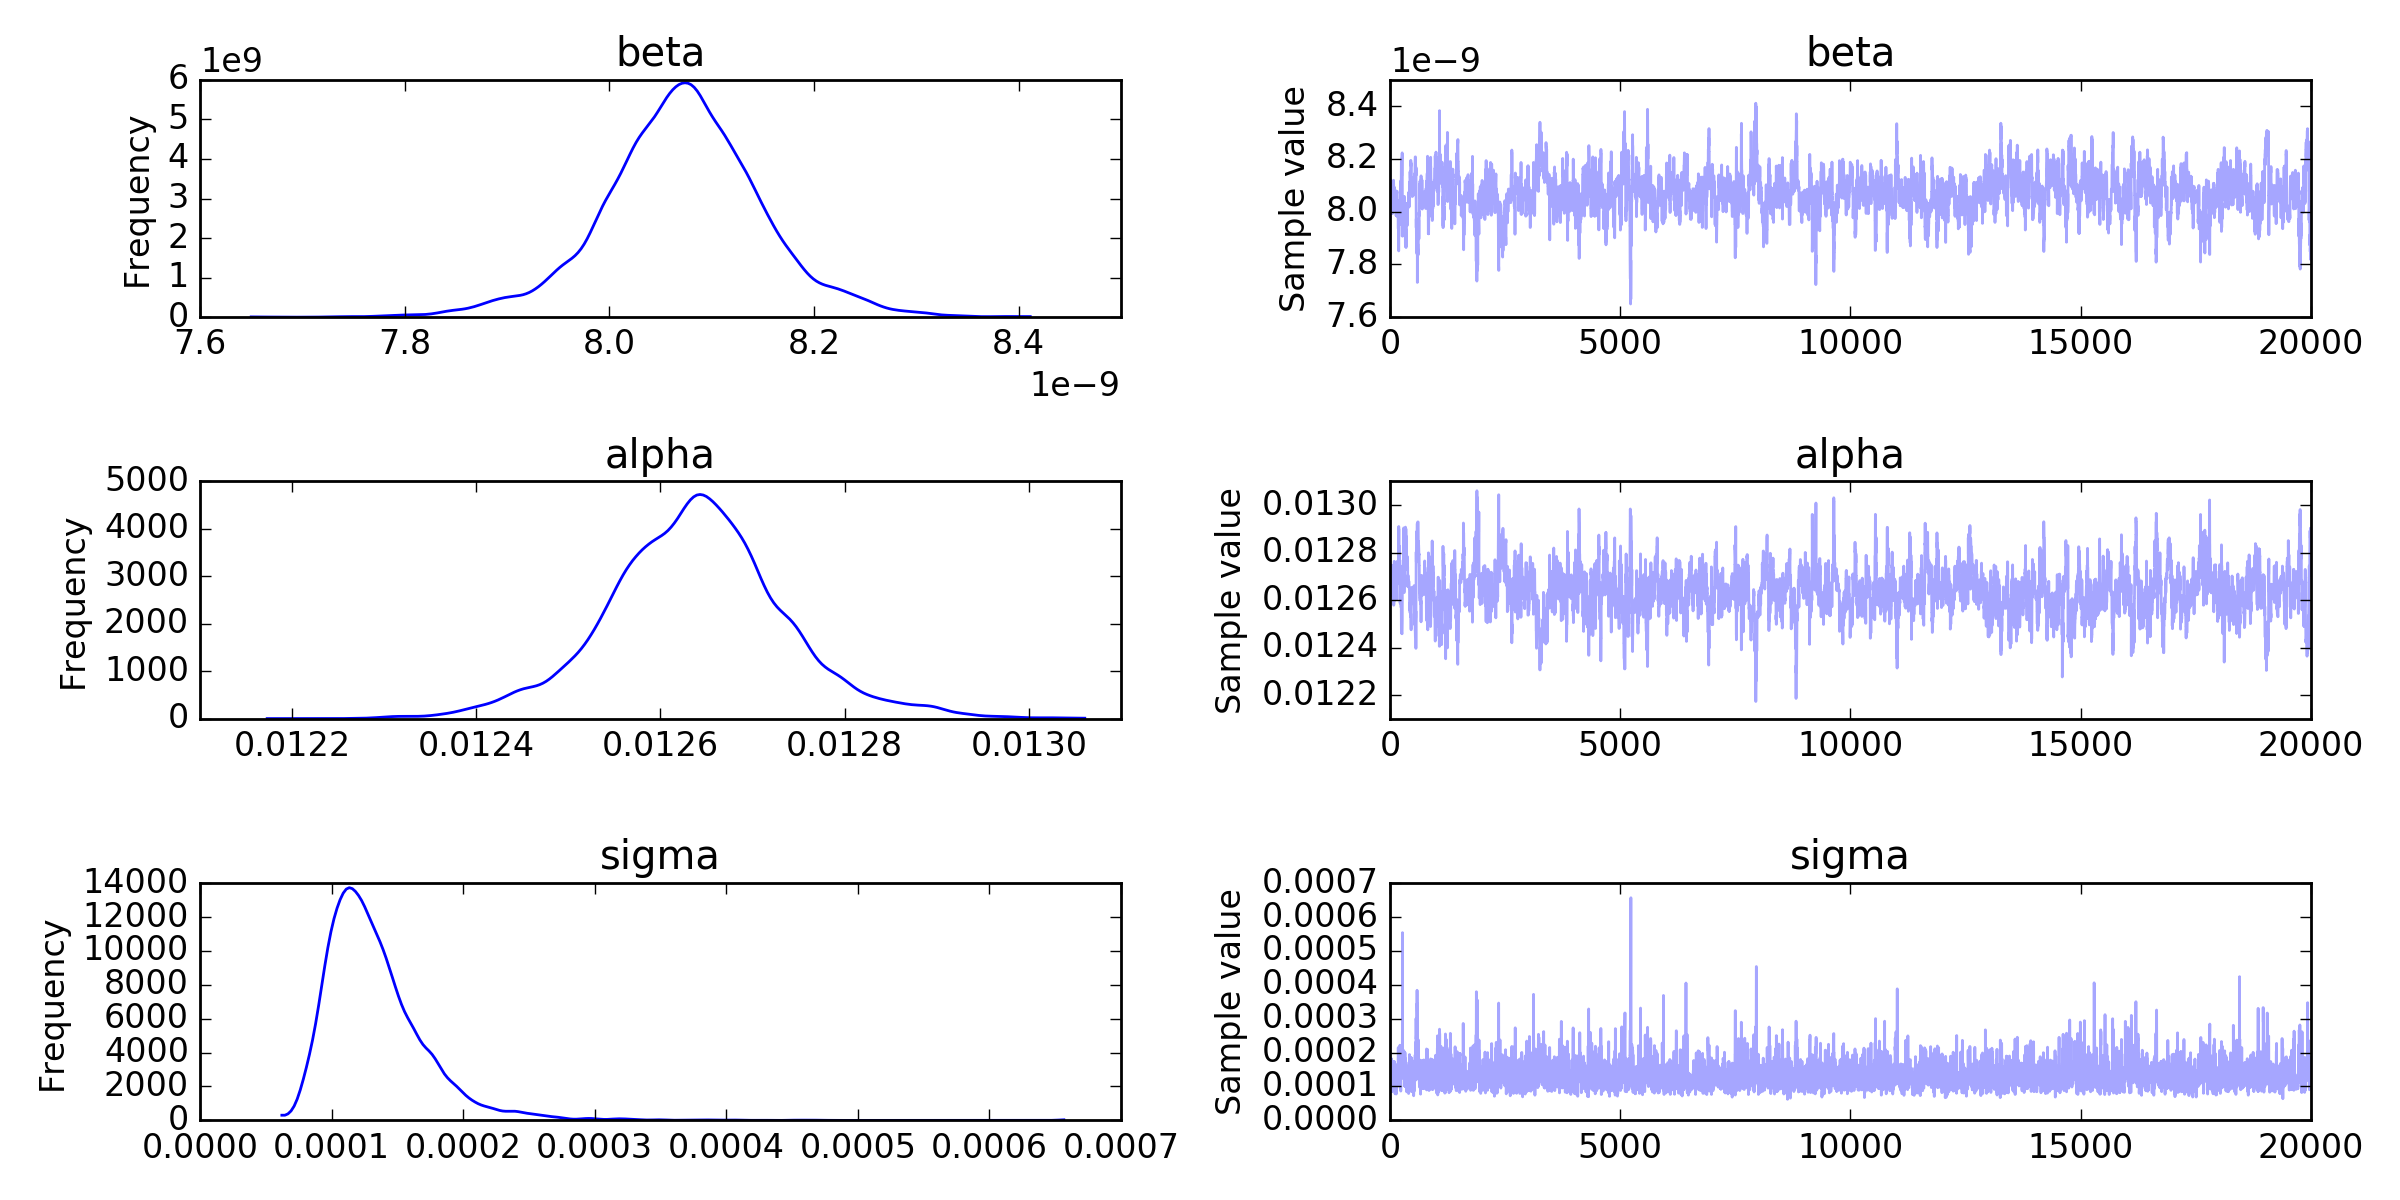 beta
1e9
Frequency
6
5
4
3
2
1
0
7.6 7.8 8.0 8.2 8.4
1e−9
beta
1e−9
Sample value
8.4
8.2
8.0
7.8
7.6
0 5000 10000 15000 20000
alpha
Frequency
5000
4000
3000
2000
1000
0
0.0122 0.0124 0.0126 0.0128 0.0130
alpha
Sample value
0.0130
0.0128
0.0126
0.0124
0.0122
0 5000 10000 15000 20000
sigma
Frequency
14000
12000
10000
8000
6000
4000
2000
0
0.0000 0.0001 0.0002 0.0003 0.0004 0.0005 0.0006 0.0007
sigma
Sample value
0.0007
0.0006
0.0005
0.0004
0.0003
0.0002
0.0001
0.0000
0 5000 10000 15000 20000